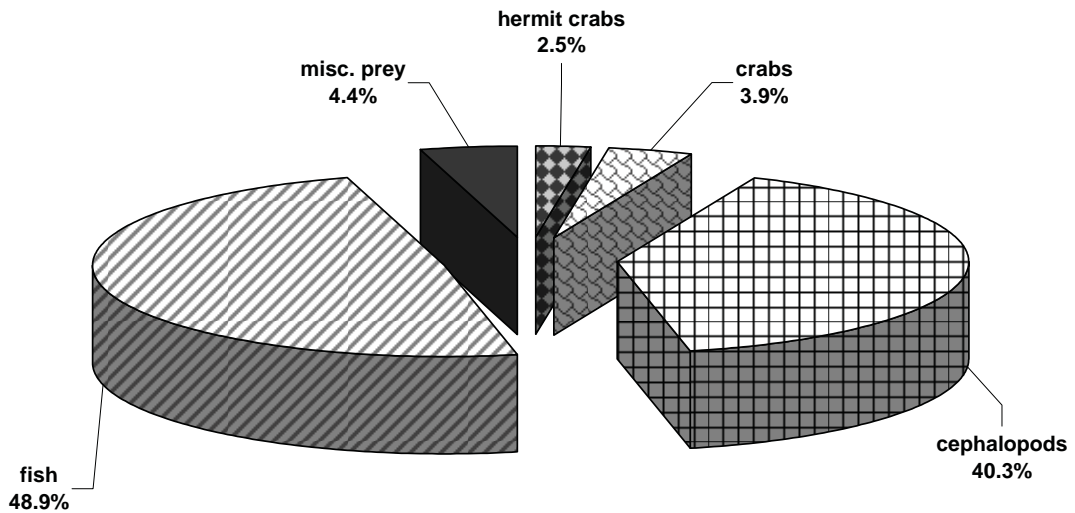 hermit crabs
2.5%
misc. prey
4.4%
crabs
3.9%
cephalopods
40.3%
fish
48.9%